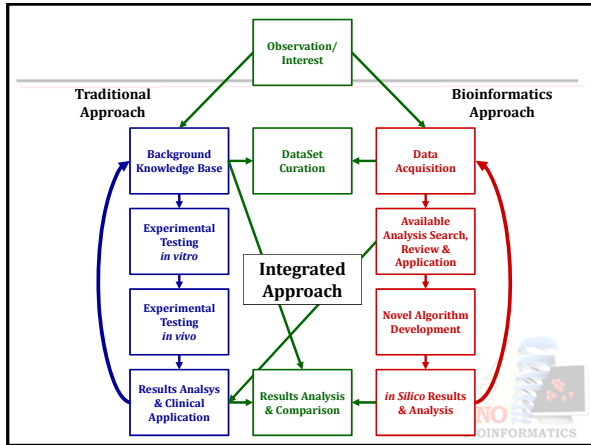 Observation/
Interest
Traditional
Approach
Bioinformatics
Approach
Background
Knowledge Base
DataSet
Curation
Data
Acquisition
Experimental
Testing
in vitro
Available
Analysis Search,
Review &
Application
Integrated
Approach
Experimental
Testing
in vivo
Novel Algorithm
Development
Results Analsys
& Clinical
Application
Results Analysis
& Comparison
in Silico Results
& Analysis
NO
BIOINFORMATICS